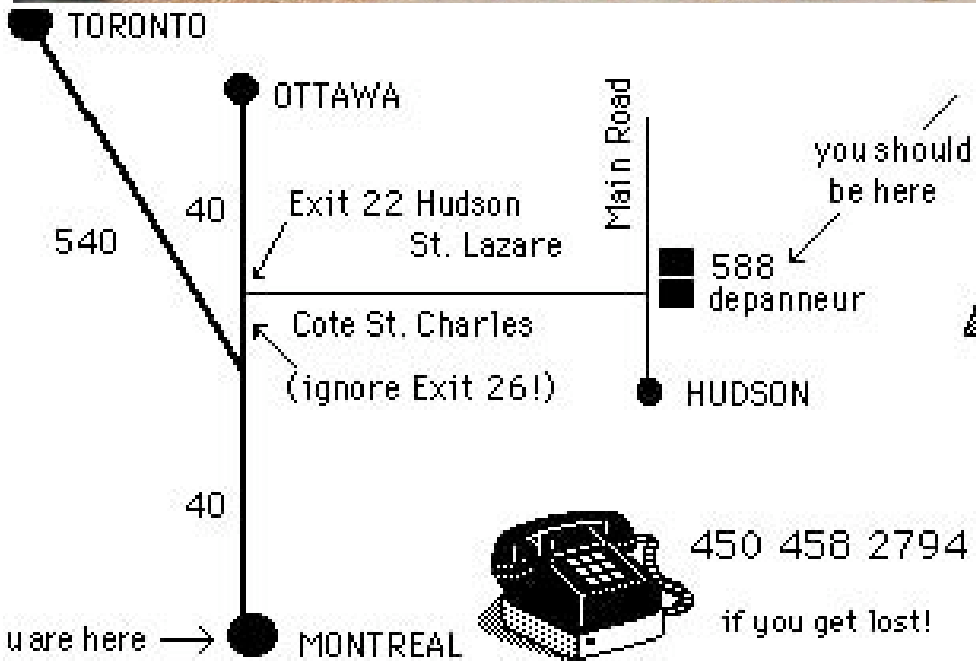 TORONTO
OTTAWA
Main Road
you should
be here
40
Exit 22 Hudson
St. Lazare
540
588
depanneur
Cote St. Charles
(ignore Exit 26!)
HUDSON
40
450 458 2794
if you get lost!
u are here
MONTREAL